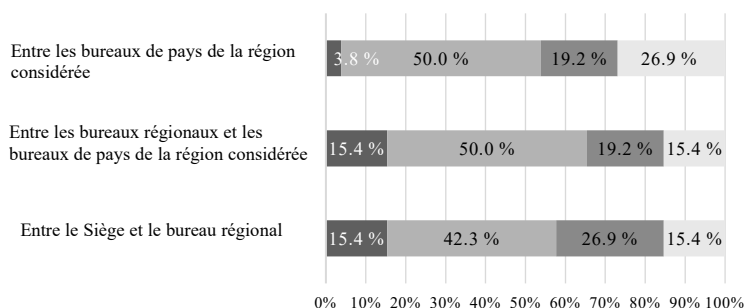 Entre les bureaux de pays de la région
considérée
3.8 % 50.0 % 19.2 % 26.9 %
Entre les bureaux régionaux et les
bureaux de pays de la région considérée
15.4 % 50.0 % 19.2 % 15.4 %
Entre le Siège et le bureau régional
15.4 % 42.3 % 26.9 % 15.4 %
0% 10% 20% 30% 40% 50% 60% 70% 80% 90% 100%